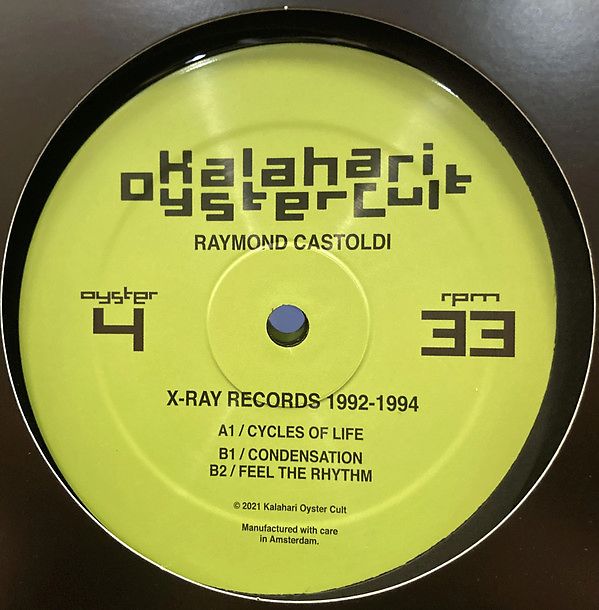 Kalahari
oystercult
RAYMOND CASTOLDI
oyster
4
rpm
33
X-RAY RECORDS 1992-1994
A1 / CYCLES OF LIFE
B1 / CONDENSATION
B2 / FEEL THE RHYTHM
© 2021 Kalahari Oyster Cult
Manufactured with care
in Amsterdam.